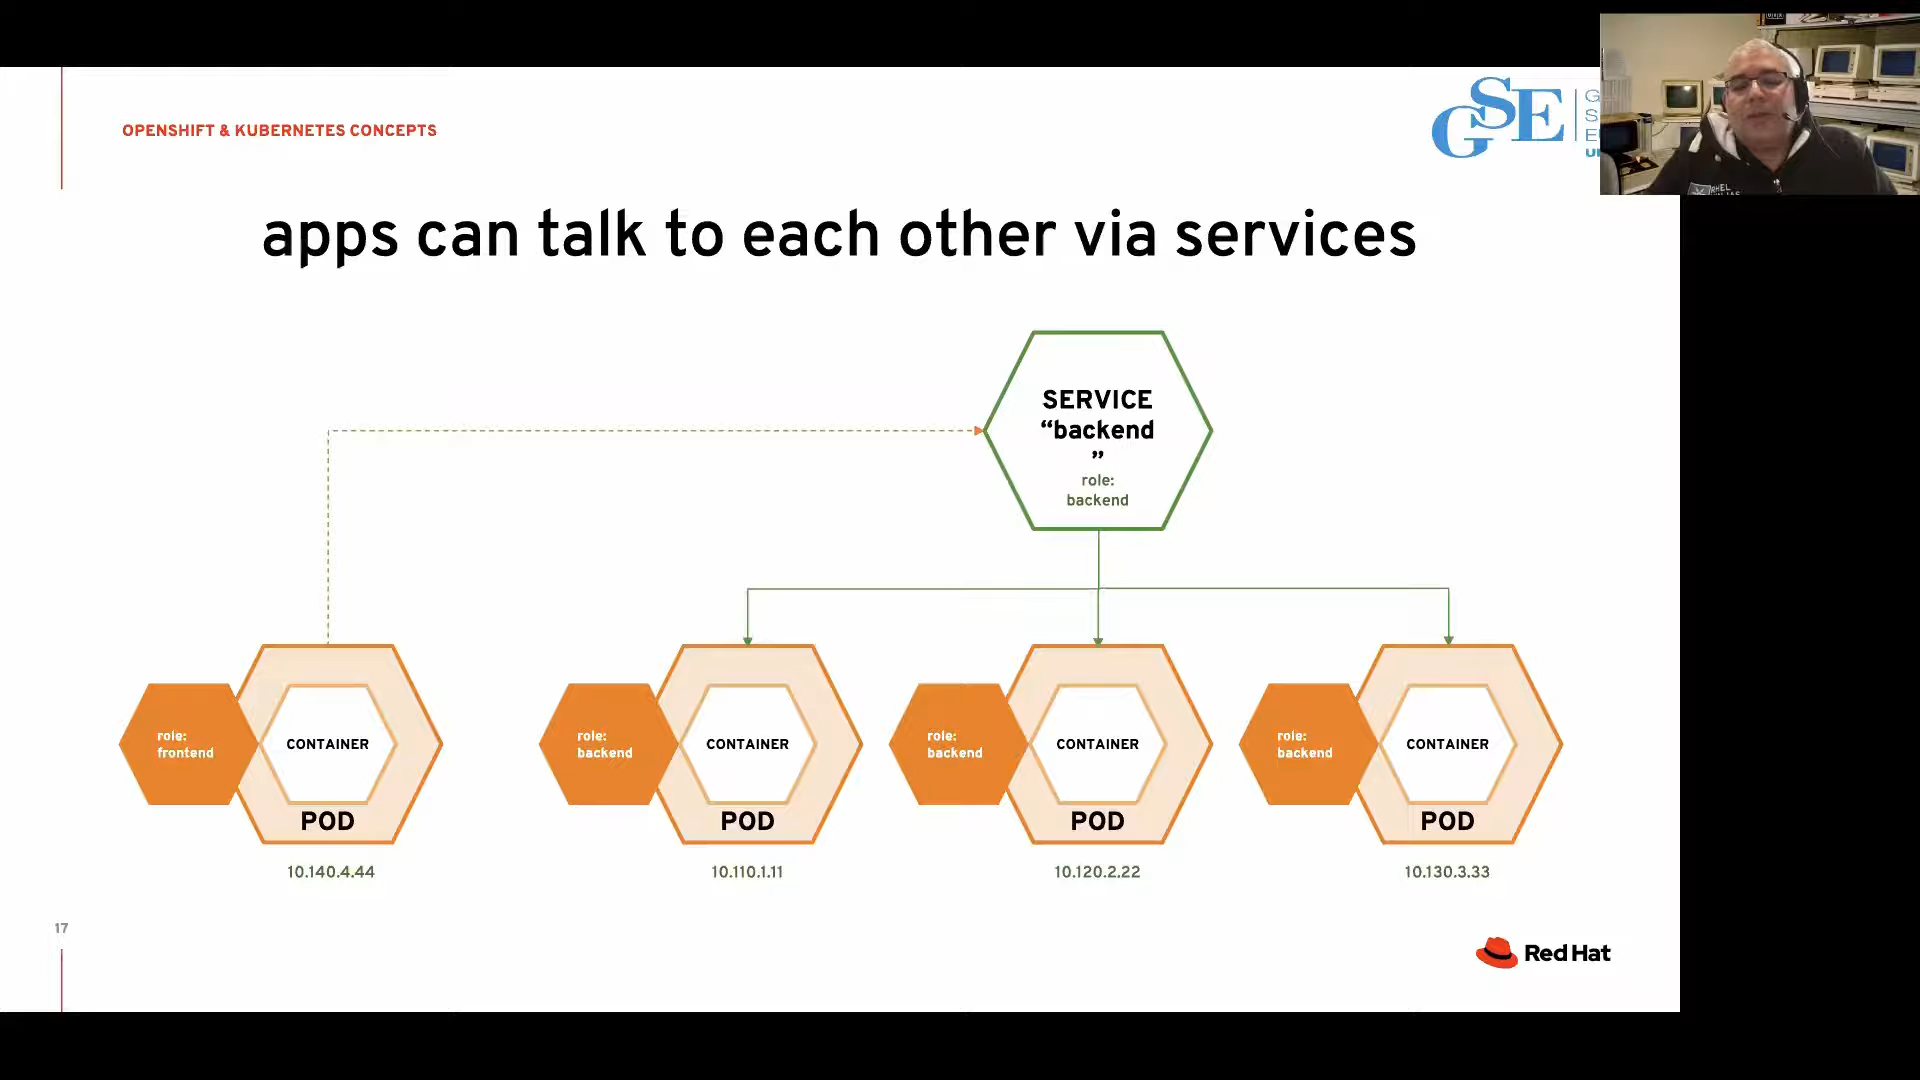 OPENSHIFT & KUBERNETES CONCEPTS
GSE
G
S
E
apps can talk to each other via services
SERVICE
“backend
”
role:
backend
role:
frontend
CONTAINER
POD
10.140.4.44
role:
backend
CONTAINER
POD
10.110.1.11
role:
backend
CONTAINER
POD
10.120.2.22
role:
backend
CONTAINER
POD
10.130.3.33
17
Red Hat